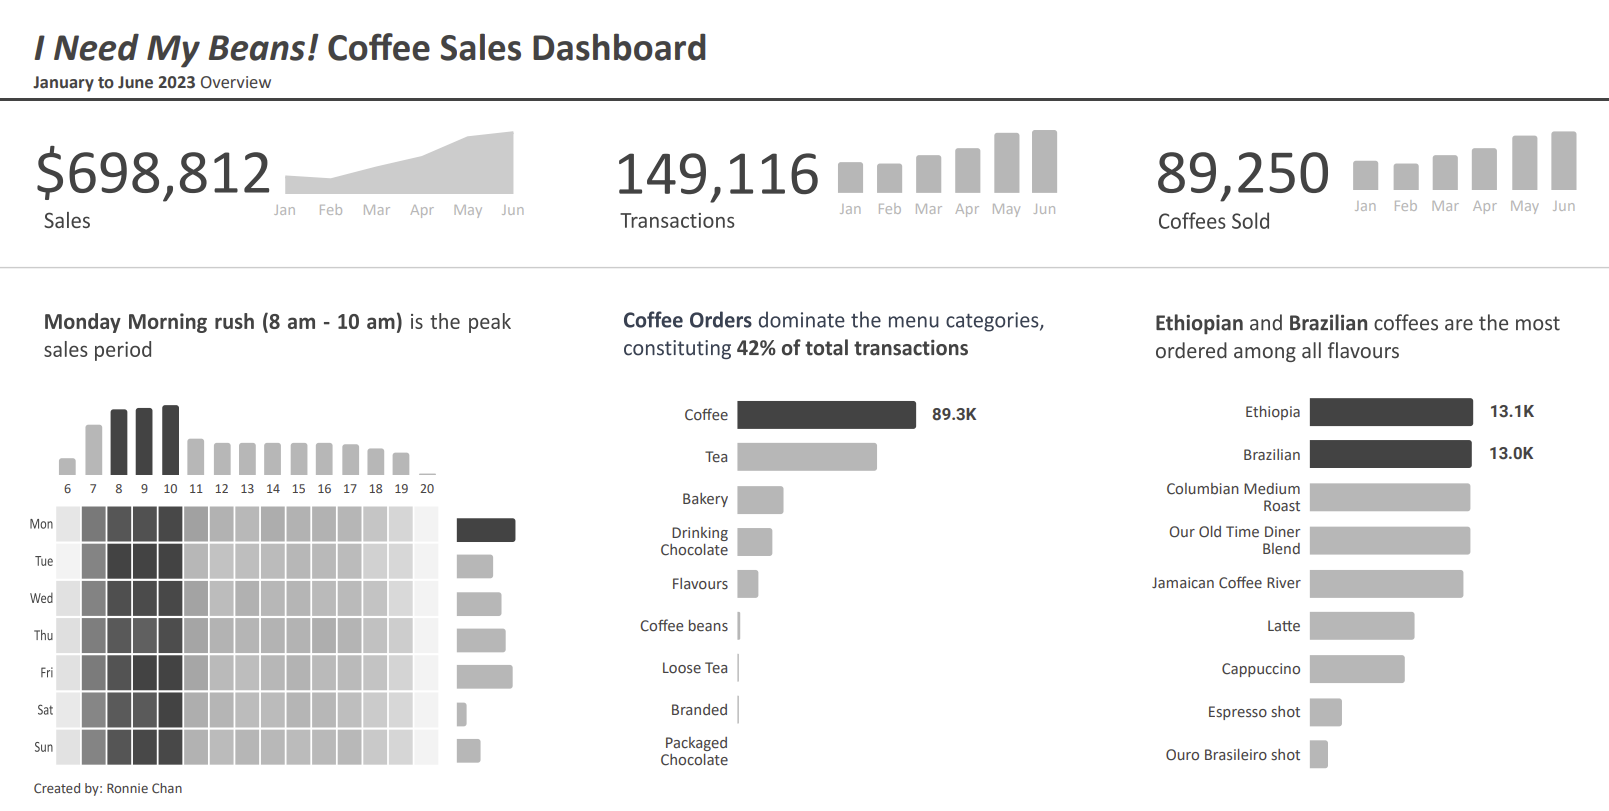 I Need My Beans! Coffee Sales Dashboard
January to June 2023 Overview
$698,812
Sales
Jan Feb Mar Apr May Jun
149,116
Transactions
Jan Feb Mar Apr May Jun
89,250
Coffees Sold
Jan Feb Mar Apr May Jun
Monday Morning rush (8 am - 10 am) is the peak
sales period
6 7 8 9 10 11 12 13 14 15 16 17 18 19 20
Mon
Tue
Wed
Thu
Fri
Sat
Sun
Coffee Orders dominate the menu categories,
constituting 42% of total transactions
Coffee 89.3K
Tea
Bakery
Drinking
Chocolate
Flavours
Coffee beans
Loose Tea
Branded
Packaged
Chocolate
Ethiopian and Brazilian coffees are the most
ordered among all flavours
Ethiopia 13.1K
Brazilian 13.0K
Columbian Medium
Roast
Our Old Time Diner
Blend
Jamaican Coffee River
Latte
Cappuccino
Espresso shot
Ouro Brasileiro shot
Created by: Ronnie Chan